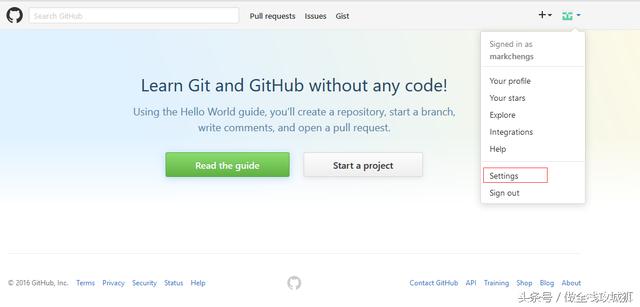 Search GitHub
Pull requests Issues Gist
Signed in as
markchengs
Your profile
Your stars
Explore
Integrations
Help
Settings
Sign out
Learn Git and GitHub without any code!
Using the Hello World guide, you'll create a repository, start a branch,
write comments, and open a pull request.
Read the guide Start a project
© 2016 GitHub, Inc. Terms Privacy Security Status Help Contact GitHub API Training Shop Blog About
头条号 / 做全栈攻城狮